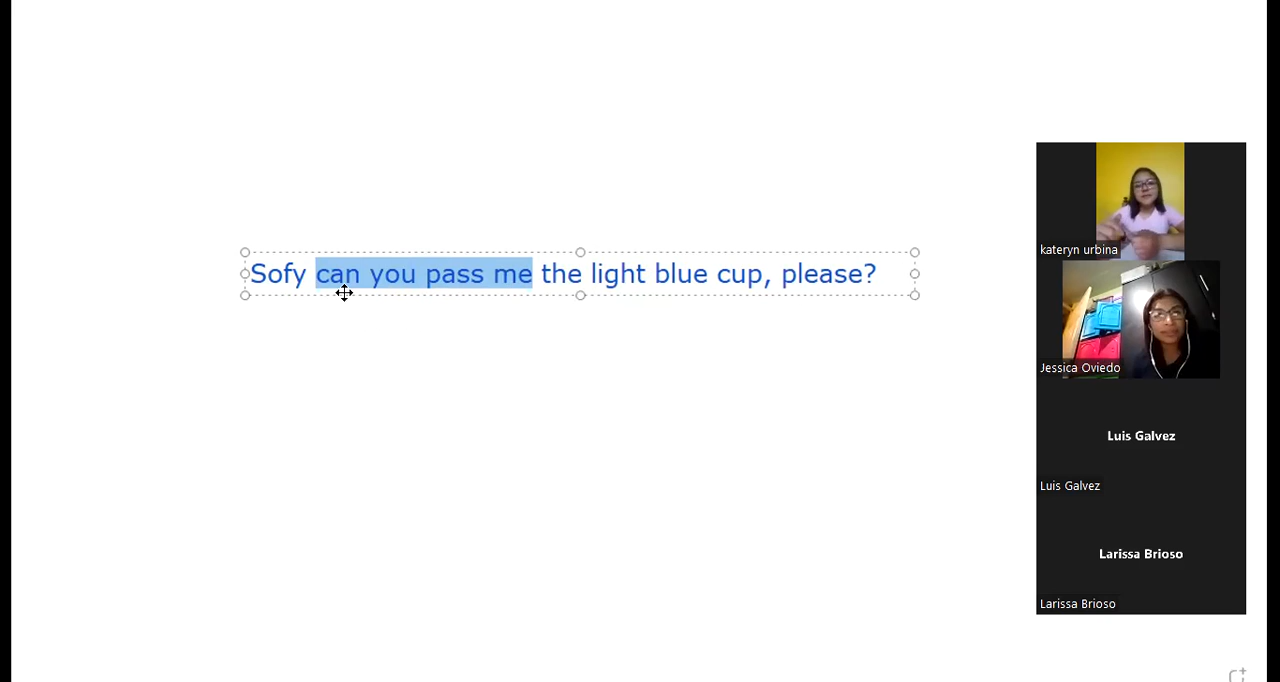 Sofy can you pass me the light blue cup, please?
kateryn urbina
Jessica Oviedo
Luis Galvez
Luis Galvez
Larissa Brioso
Larissa Brioso